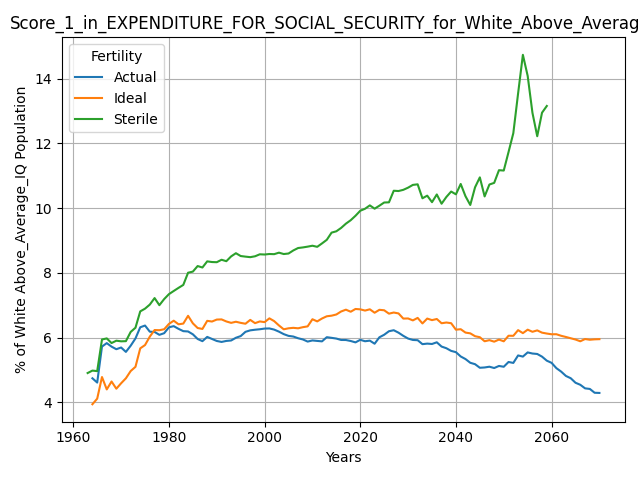 Score_1_in_EXPENDITURE_FOR_SOCIAL_SECURITY_for_White_Above_Averag
Fertility
Actual
Ideal
Sterile
% of White Above_Average_IQ Population
14
12
10
8
6
4
1960 1980 2000 2020 2040 2060
Years